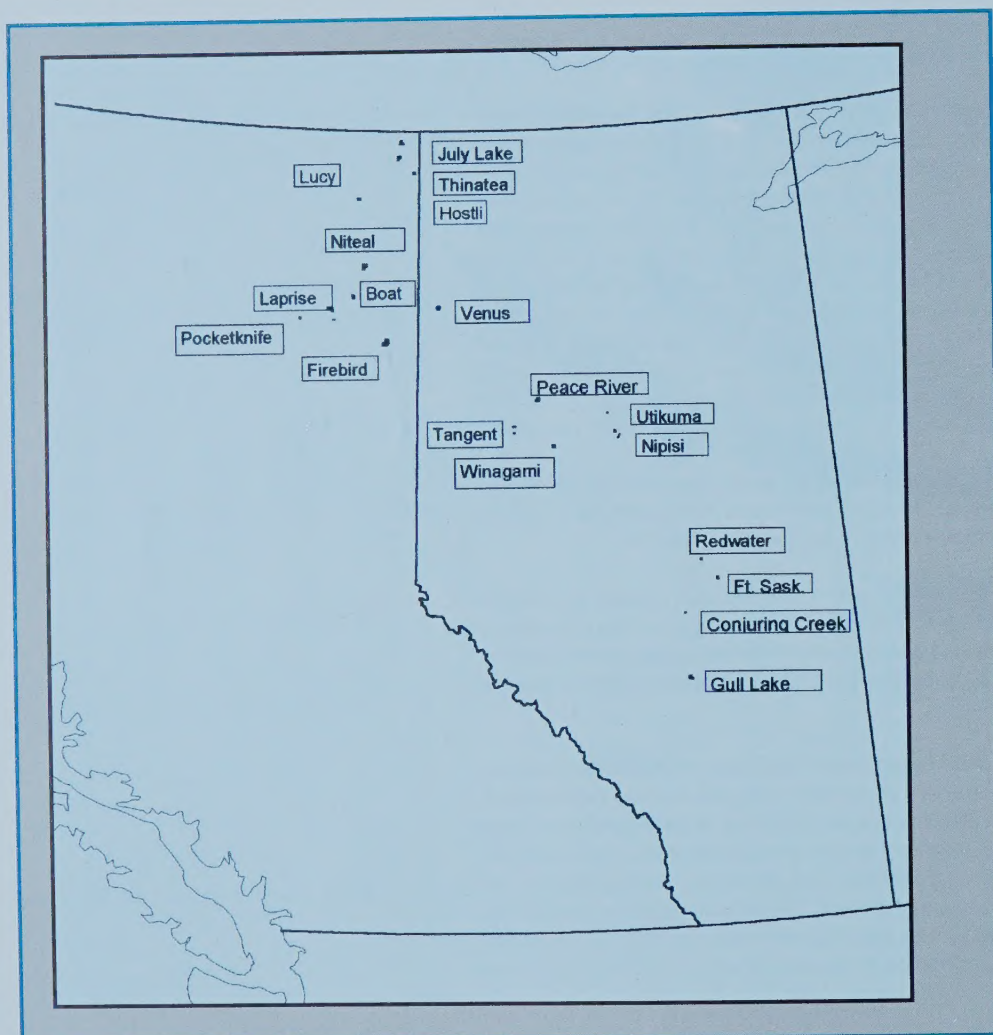 July Lake
Lucy
Thinatea
Hostli
Niteal
Laprise
Boat
Venus
Pocketknife
Firebird
Peace River
Utikuma
Tangent
Nipisi
Winagami
Redwater
Ft. Sask.
Conjuring Creek
Gull Lake